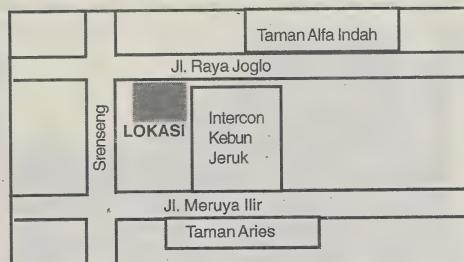 Taman Alfa Indah
Jl. Raya Joglo
Srenseng
LOKASI
Intercon
Kebun
Jeruk
Jl. Meruya Ilir
Taman Aries